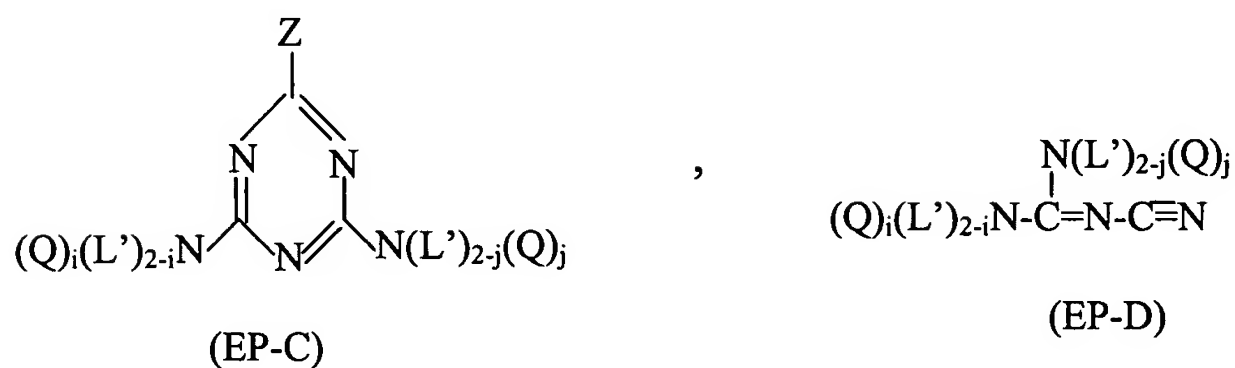 Z
N N ,
N(L’)2-j(Q)j
(Q)i(L’)2-iN N N(L’)2-j(Q)j (Q)i(L’)2-iN-C=N-C≡N
(EP-C) (EP-D)